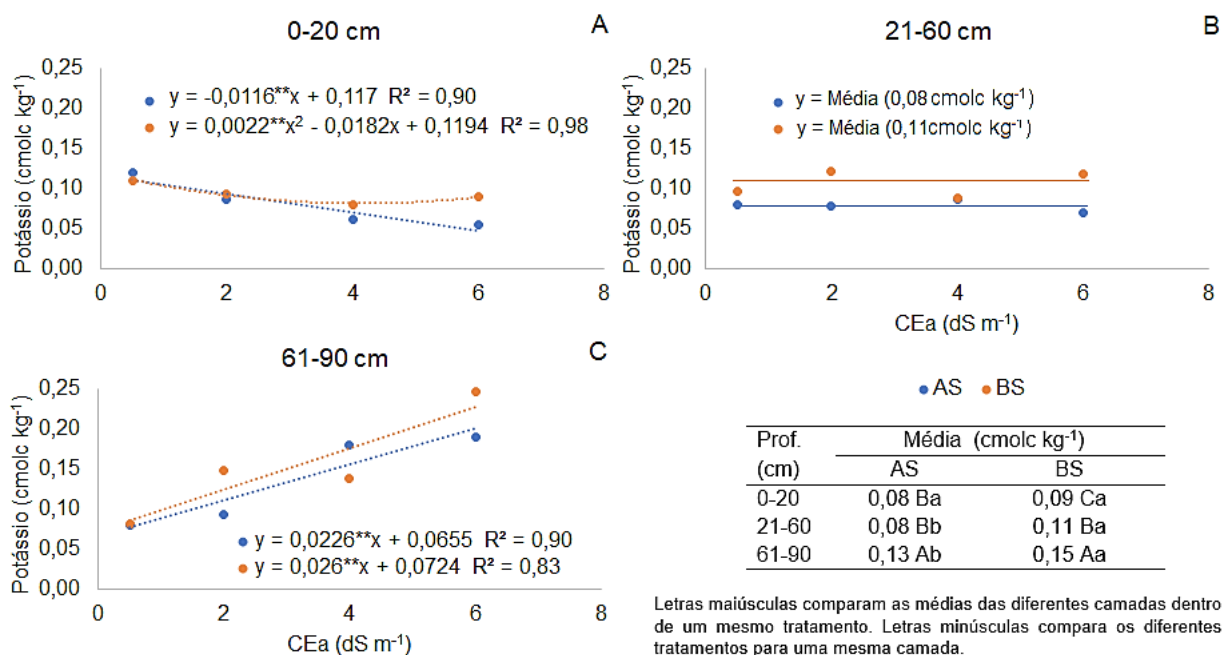 0-20 cm
A
Potássio (cmolc kg-1)
0,25
0,20
0,15
0,10
0,05
0,00
y = -0,0116**x + 0,117 R² = 0,90
y = 0,0022**x² - 0,0182x + 0,1194 R² = 0,98
0 2 4 6 8
21-60 cm
B
Potássio (cmolc kg-1)
0,25
0,20
0,15
0,10
0,05
0,00
y = Média (0,08 cmolc kg-1)
y = Média (0,11cmolc kg-1)
0 2 4 6 8
CEa (dS m-1)
61-90 cm
C
Potássio (cmolc kg-1)
0,25
0,20
0,15
0,10
0,05
0,00
y = 0,0226**x + 0,0655 R² = 0,90
y = 0,026**x + 0,0724 R² = 0,83
0 2 4 6 8
CEa (dS m-1)
AS BS
Prof. Média (cmolc kg-1)
(cm) AS BS
0-20 0,08 Ba 0,09 Ca
21-60 0,08 Bb 0,11 Ba
61-90 0,13 Ab 0,15 Aa
Letras maiúsculas comparam as médias das diferentes camadas dentro
de um mesmo tratamento. Letras minúsculas compara os diferentes
tratamentos para uma mesma camada.